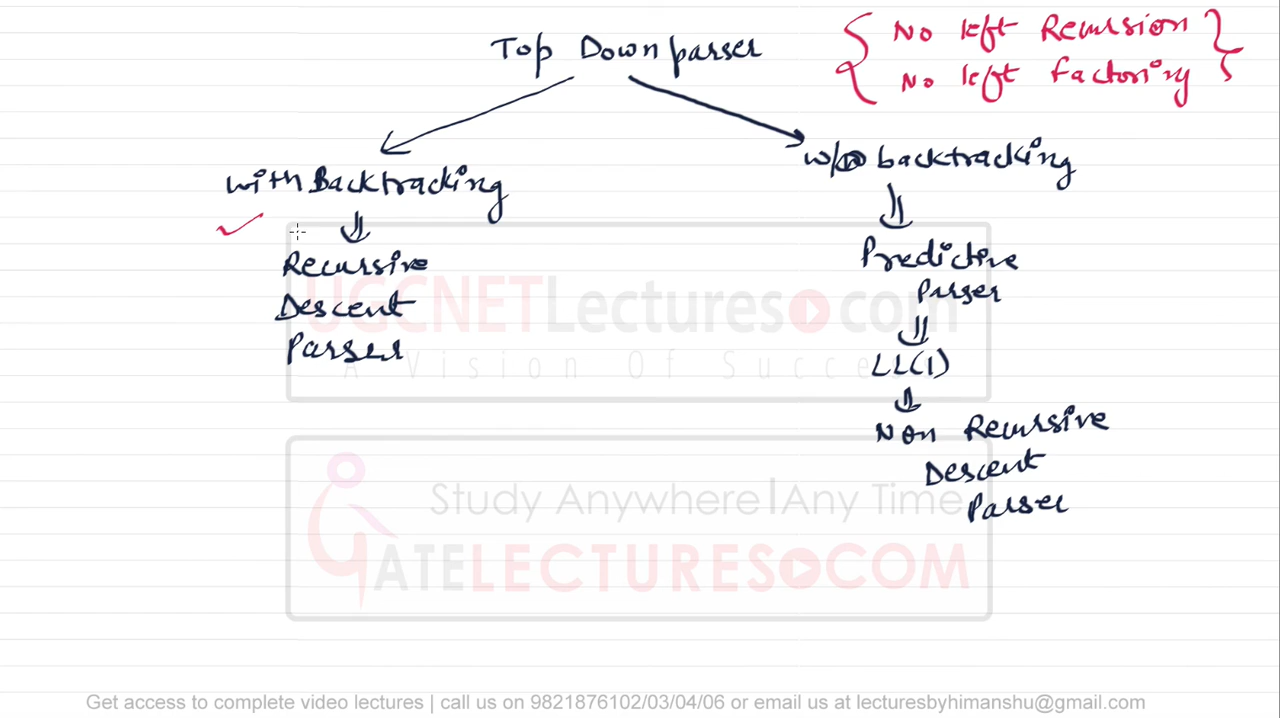 Top Down parser
{ No left Recursion
No left factoring }
with Backtracking
Recursive
Descent
Parser
w/o backtracking
Predictive
Parser
LL(1)
Non Recursive
Descent
Parser
UGCNETLectures.com
A Vision Of Success
Study Anywhere|Any Time
GATELECTURES.COM
Get access to complete video lectures | call us on 9821876102/03/04/06 or email us at lecturesbyhimanshu@gmail.com